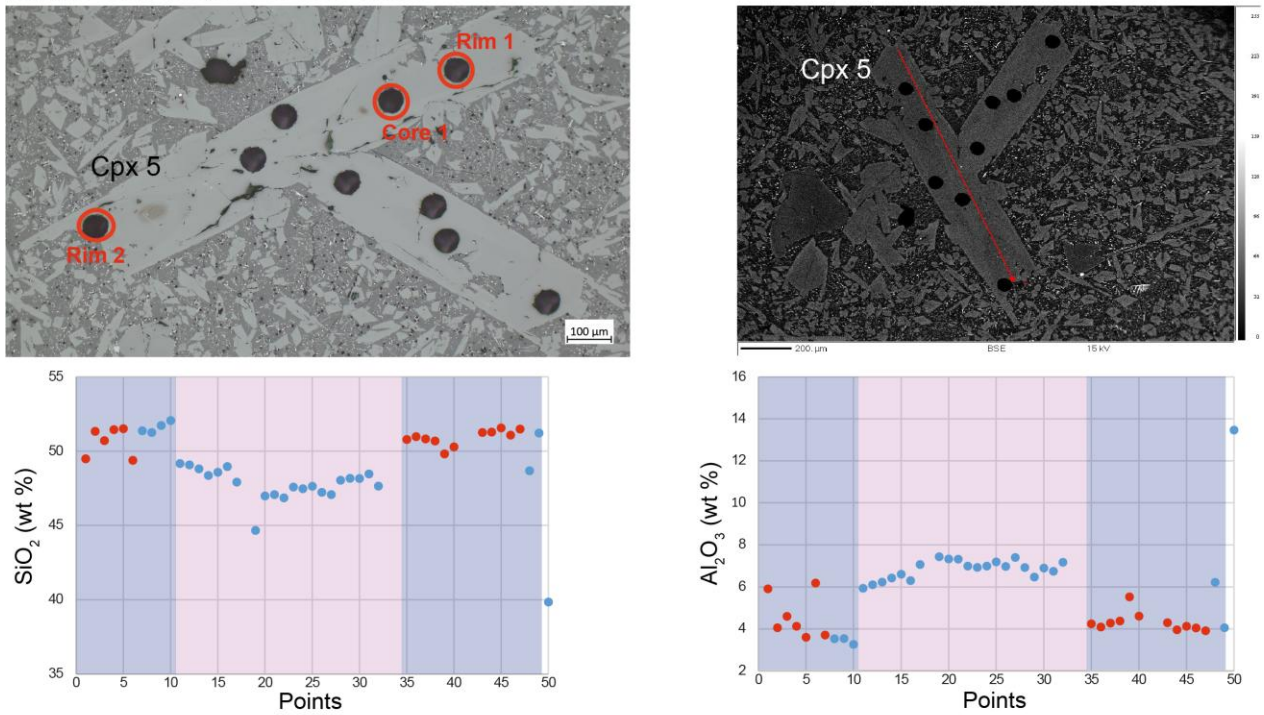 Rim 1
Core 1
Cpx 5
Rim 2
100 µm
Cpx 5
200. µm
BSE
15 kV
55
50
45
40
35
0 5 10 15 20 25 30 35 40 45 50
SiO₂ (wt %)
Points
16
14
12
10
8
6
4
2
0 5 10 15 20 25 30 35 40 45 50
Al₂O₃ (wt %)
Points